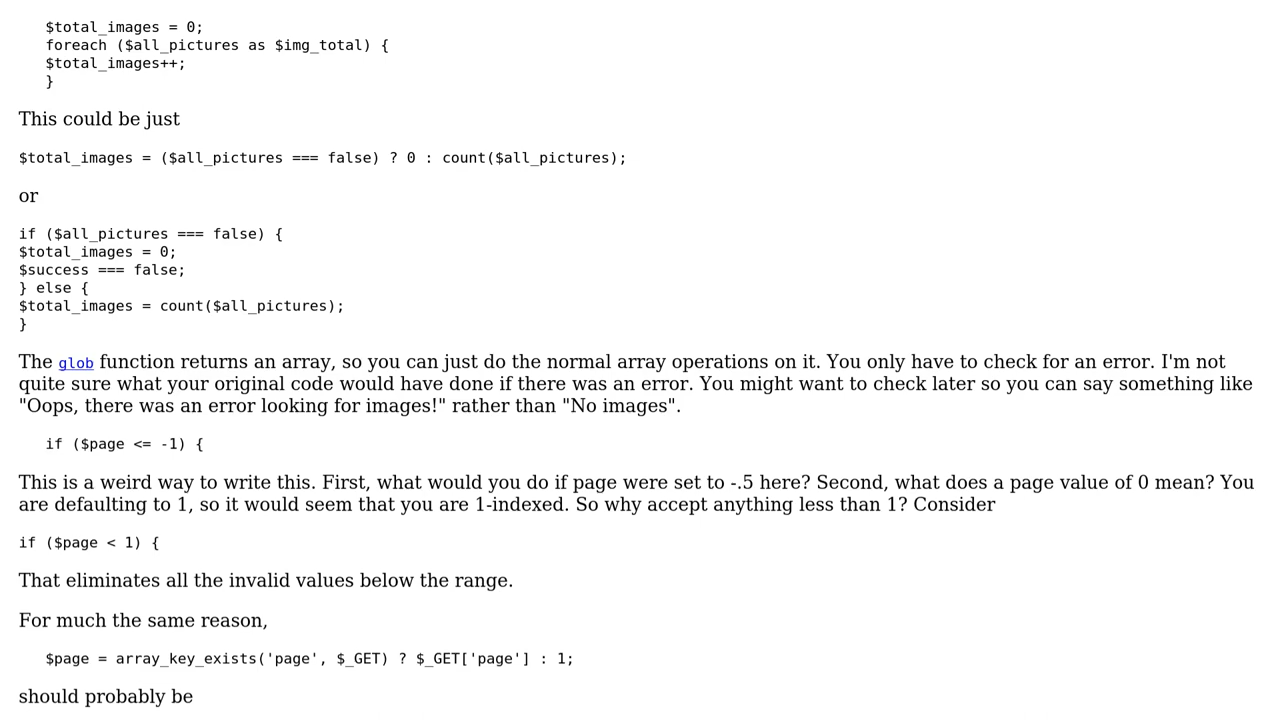 $total_images = 0;
foreach ($all_pictures as $img_total) {
$total_images++;
}
This could be just
$total_images = ($all_pictures === false) ? 0 : count($all_pictures);
or
if ($all_pictures === false) {
$total_images = 0;
$success === false;
} else {
$total_images = count($all_pictures);
}
The glob function returns an array, so you can just do the normal array operations on it. You only have to check for an error. I'm not
quite sure what your original code would have done if there was an error. You might want to check later so you can say something like
"Oops, there was an error looking for images!" rather than "No images".
if ($page <= -1) {
This is a weird way to write this. First, what would you do if page were set to -.5 here? Second, what does a page value of 0 mean? You
are defaulting to 1, so it would seem that you are 1-indexed. So why accept anything less than 1? Consider
if ($page < 1) {
That eliminates all the invalid values below the range.
For much the same reason,
$page = array_key_exists('page', $_GET) ? $_GET['page'] : 1;
should probably be